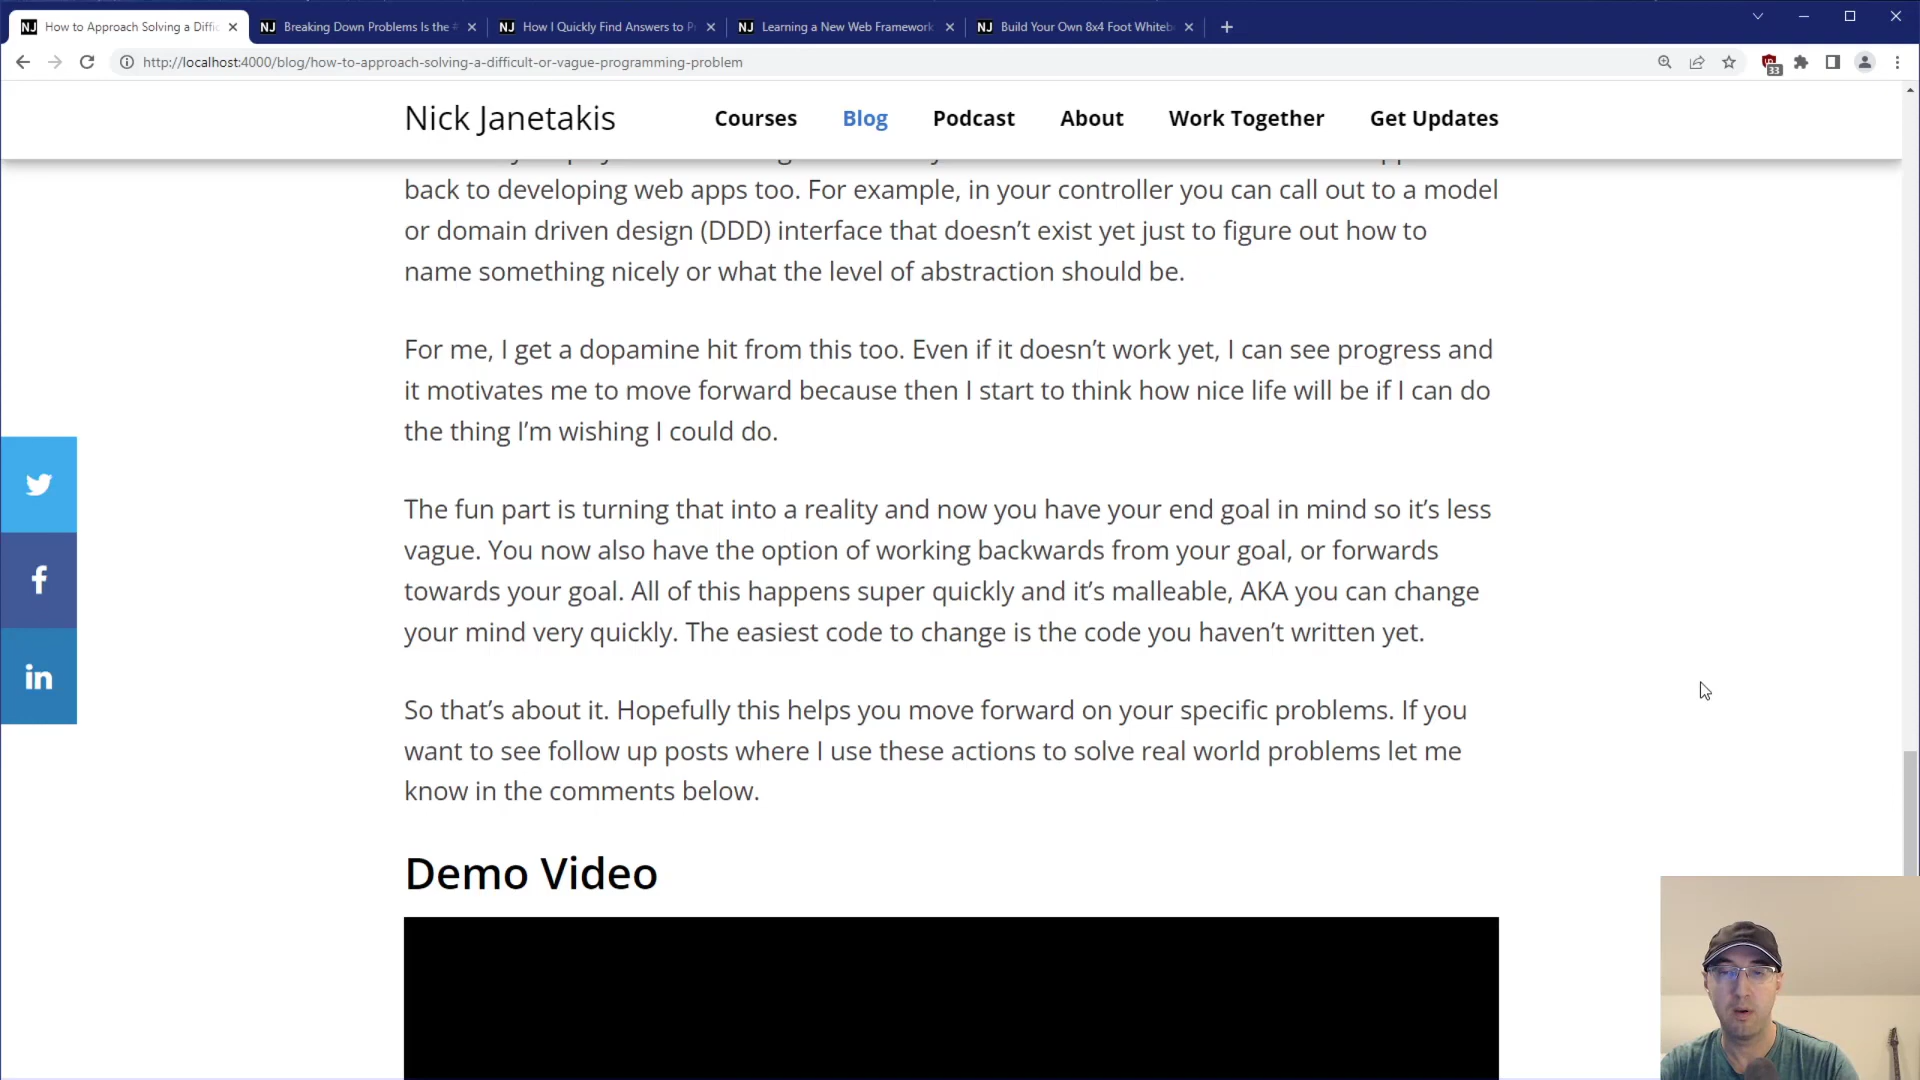 NJ How to Approach Solving a Diffic
NJ Breaking Down Problems Is the #
NJ How I Quickly Find Answers to Pr
NJ Learning a New Web Framework
NJ Build Your Own 8x4 Foot Whiteb
http://localhost:4000/blog/how-to-approach-solving-a-difficult-or-vague-programming-problem
33
Nick Janetakis
Courses
Blog
Podcast
About
Work Together
Get Updates
back to developing web apps too. For example, in your controller you can call out to a model
or domain driven design (DDD) interface that doesn’t exist yet just to figure out how to
name something nicely or what the level of abstraction should be.
For me, I get a dopamine hit from this too. Even if it doesn’t work yet, I can see progress and
it motivates me to move forward because then I start to think how nice life will be if I can do
the thing I’m wishing I could do.
The fun part is turning that into a reality and now you have your end goal in mind so it’s less
vague. You now also have the option of working backwards from your goal, or forwards
towards your goal. All of this happens super quickly and it’s malleable, AKA you can change
your mind very quickly. The easiest code to change is the code you haven’t written yet.
So that’s about it. Hopefully this helps you move forward on your specific problems. If you
want to see follow up posts where I use these actions to solve real world problems let me
know in the comments below.
Demo Video